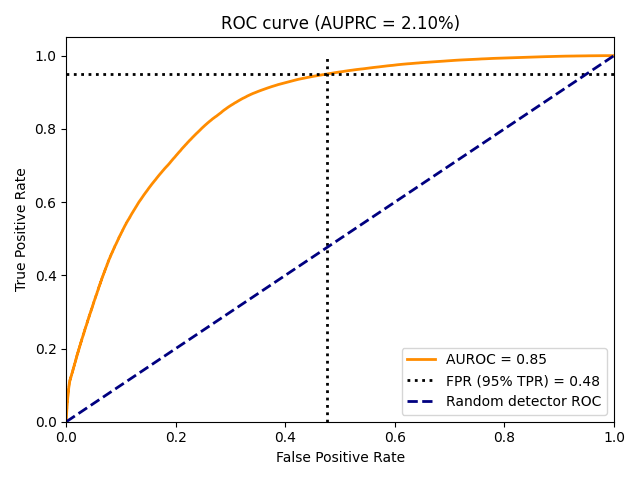 ROC curve (AUPRC = 2.10%)
True Positive Rate
1.0
0.8
0.6
0.4
0.2
0.0
0.0 0.2 0.4 0.6 0.8 1.0
False Positive Rate
AUROC = 0.85
FPR (95% TPR) = 0.48
Random detector ROC